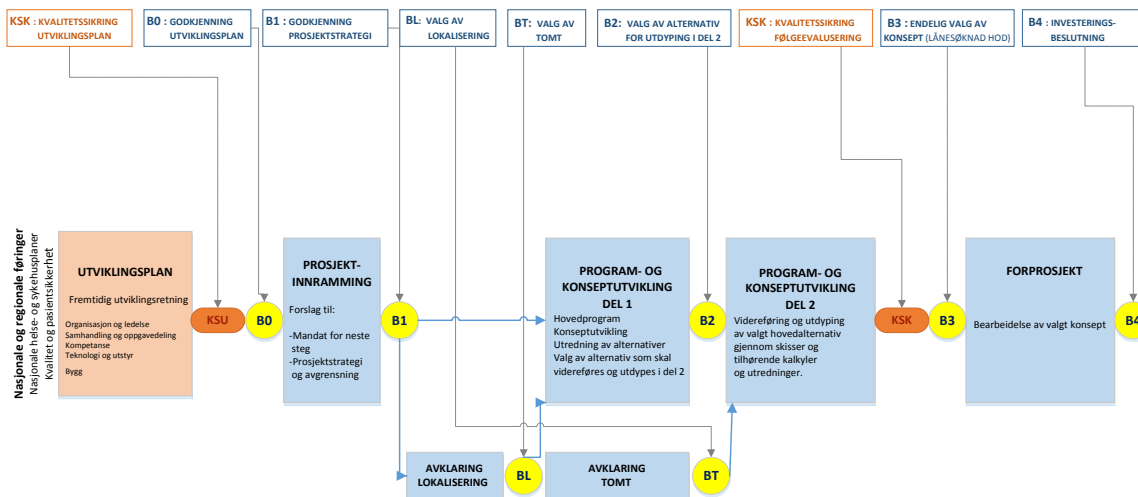 KSK : KVALITETSSIKRING
UTVIKLINGSPLAN
B0 : GODKJENNING
UTVIKLINGSPLAN
B1 : GODKJENNING
PROSJEKTSTRATEGI
BL: VALG AV
LOKALISERING
BT: VALG AV
TOMT
B2: VALG AV ALTERNATIV
FOR UTDYPING I DEL 2
KSK : KVALITETSSIKRING
FØLGEEVALUERING
B3 : ENDELIG VALG AV
KONSEPT (LÅNESØKNAD HOD)
B4 : INVESTERINGS-
BESLUTNING
Nasjonale og regionale føringer
Nasjonale helse- og sykehusplaner
Kvalitet og pasientsikkerhet
UTVIKLINGSPLAN
Fremtidig utviklingsretning
Organisasjon og ledelse
Samhandling og oppgavedeling
Kompetanse
Teknologi og utstyr
Bygg
KSU
B0
PROSJEKT-
INNRAMMING
Forslag til:
-Mandat for neste
steg
-Prosjektstrategi
og avgrensning
B1
PROGRAM- OG
KONSEPTUTVIKLING
DEL 1
Hovedprogram
Konseptutvikling
Utredning av alternativer
Valg av alternativ som skal
videreføres og utdypes i del 2
B2
PROGRAM- OG
KONSEPTUTVIKLING
DEL 2
Videreføring og utdyping
av valgt hovedalternativ
gjennom skisser og
tilhørende kalkyler
og utredninger.
KSK
B3
FORPROSJEKT
Bearbeidelse av valgt konsept
B4
AVKLARING
LOKALISERING
BL
AVKLARING
TOMT
BT